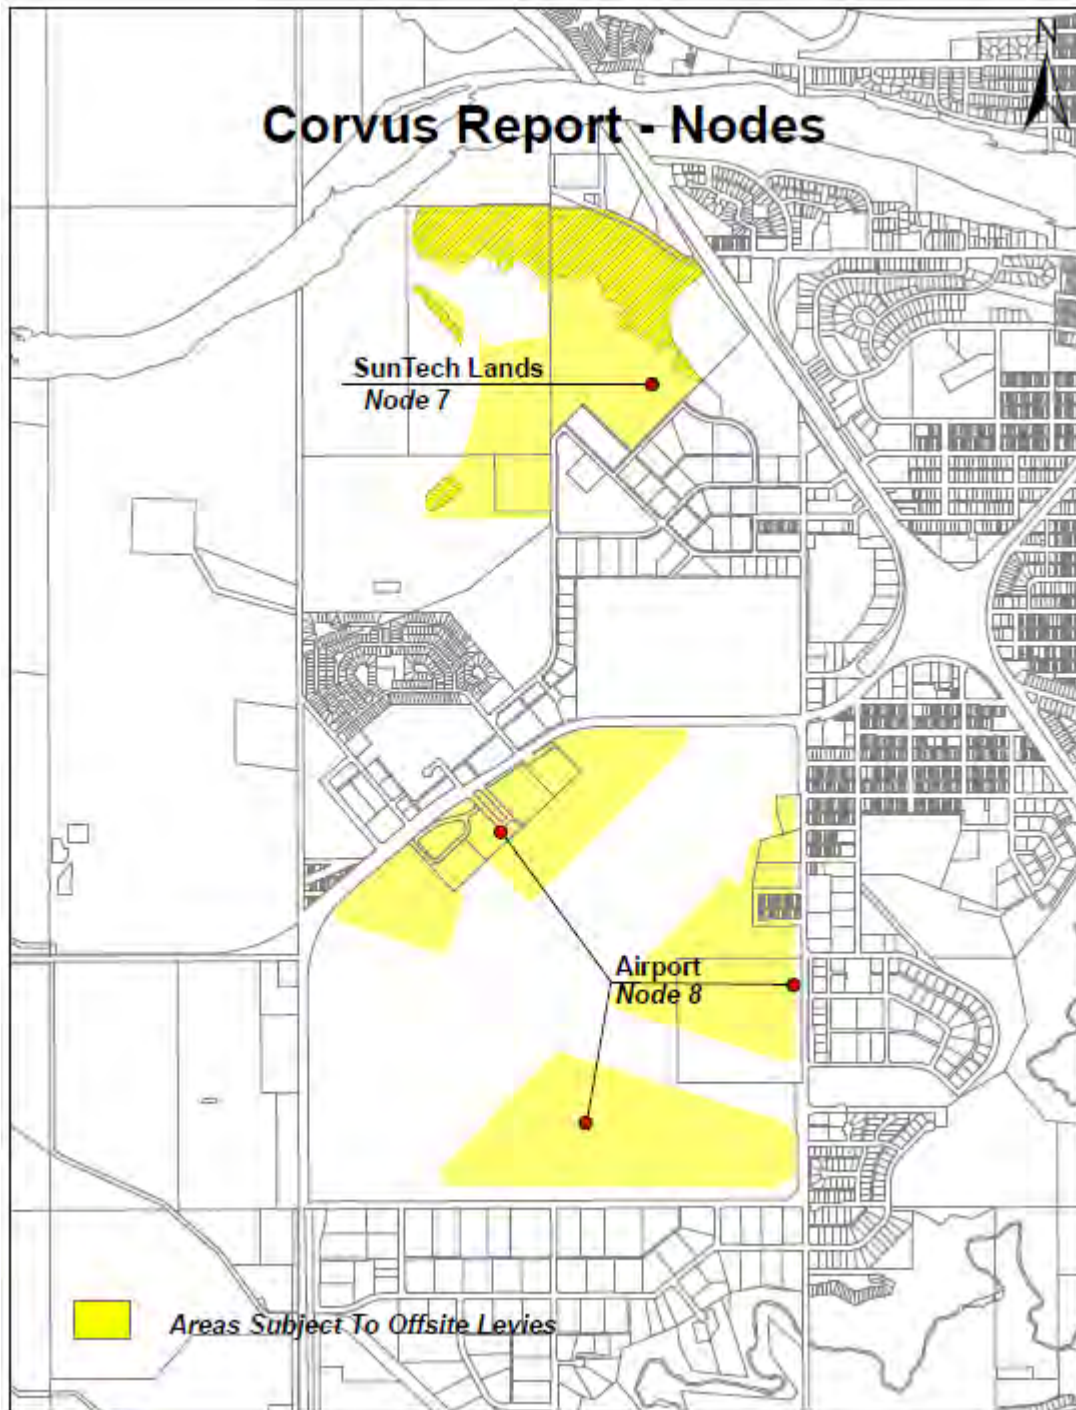 N
Corvus Report - Nodes
SunTech Lands
Node 7
Airport
Node 8
Areas Subject To Offsite Levies